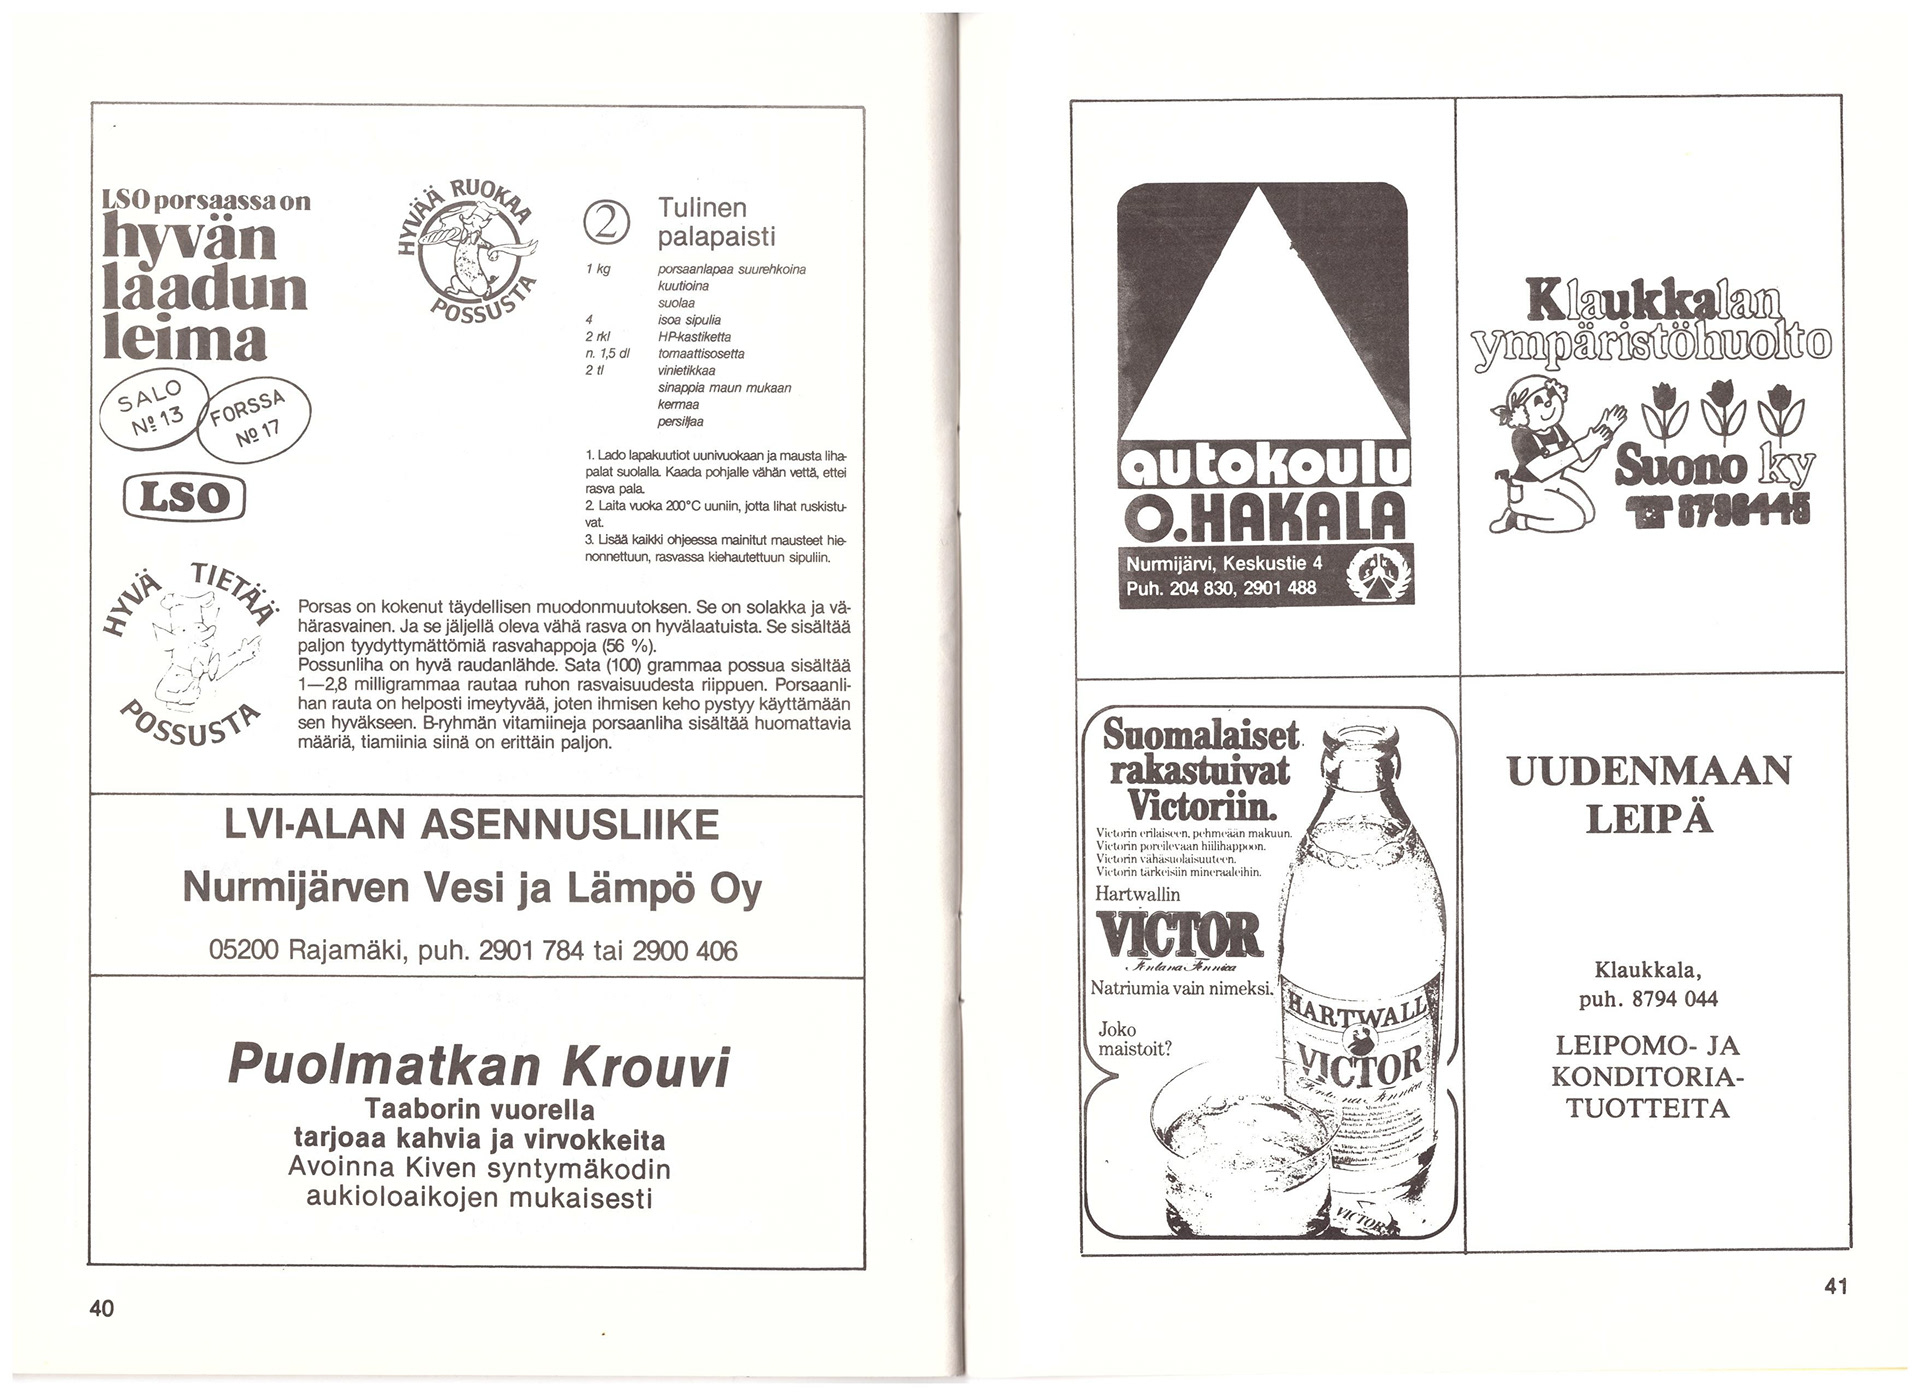 LSO porsaassa on
hyvän
laadun
leima
SALO
Nº 13
FORSSA
Nº 17
LSO
HYVÄÄ RUOKAA
POSSUSTA
2
Tulinen
palapaisti
1 kg porsaanlapaa suurehkoina
kuutioina
suolaa
4 isoa sipulia
2 rkl HP-kastiketta
n. 1,5 dl tomaattisosetta
2 tl vinietikkaa
sinappia maun mukaan
kermaa
persiljaa
1. Lado lapakuutiot uunivuokaan ja mausta liha-
palat suolalla. Kaada pohjalle vähän vettä, ettei
rasva pala.
2. Laita vuoka 200°C uuniin, jotta lihat ruskistu-
vat.
3. Lisää kaikki ohjeessa mainitut mausteet hie-
nonnettuun, rasvassa kiehautettuun sipuliin.
HYVÄ TIETÄÄ
POSSUSTA
Porsas on kokenut täydellisen muodonmuutoksen. Se on solakka ja vä-
härasvainen. Ja se jäljellä oleva vähä rasva on hyvälaatuista. Se sisältää
paljon tyydyttymättömiä rasvahappoja (56 %).
Possunliha on hyvä raudanlähde. Sata (100) grammaa possua sisältää
1—2,8 milligrammaa rautaa ruhon rasvaisuudesta riippuen. Porsaanli-
han rauta on helposti imeytyvää, joten ihmisen keho pystyy käyttämään
sen hyväkseen. B-ryhmän vitamiineja porsaanliha sisältää huomattavia
määriä, tiamiinia siinä on erittäin paljon.
LVI-ALAN ASENNUSLIIKE
Nurmijärven Vesi ja Lämpö Oy
05200 Rajamäki, puh. 2901 784 tai 2900 406
Puolmatkan Krouvi
Taaborin vuorella
tarjoaa kahvia ja virvokkeita
Avoinna Kiven syntymäkodin
aukioloaikojen mukaisesti
40
autokoulu
O.HAKALA
Nurmijärvi, Keskustie 4
Puh. 204 830, 2901 488
Klaukkalan
ympäristöhuolto
Suono ky
☎ 8796445
Suomalaiset
rakastuivat
Victoriin.
Victorin erilaiseen, pehmeään makuun.
Victorin poreilevaan hiilihappoon.
Victorin vähäsuolaisuuteen.
Victorin tärkeisiin mineraaleihin.
Hartwallin
VICTOR
Fontana Fennica
Natriumia vain nimeksi.
Joko
maistoit?
HARTWALL
VICTOR
Fontana Fennica
VICTOR
UUDENMAAN
LEIPÄ
Klaukkala,
puh. 8794 044
LEIPOMO- JA
KONDITORIA-
TUOTTEITA
41